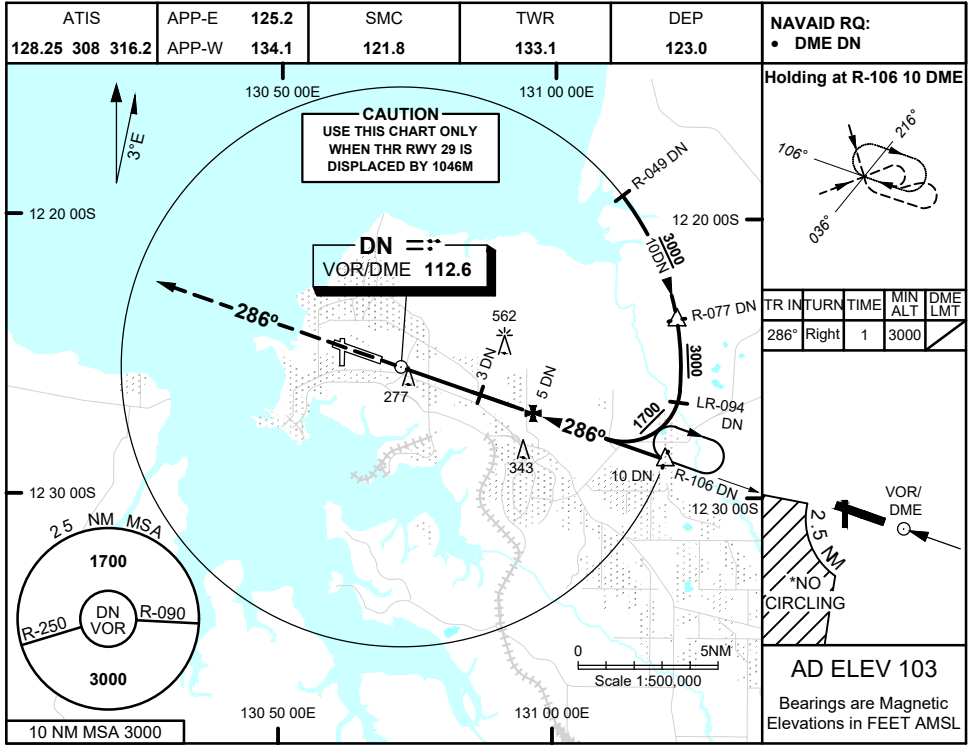 ATIS
128.25 308 316.2
APP-E 125.2
APP-W 134.1
SMC
121.8
TWR
133.1
DEP
123.0
NAVAID RQ:
• DME DN
130 50 00E
131 00 00E
3°E
CAUTION
USE THIS CHART ONLY
WHEN THR RWY 29 IS
DISPLACED BY 1046M
R-049 DN
12 20 00S
12 20 00S
3000
10DN
DN
VOR/DME 112.6
286º
562
R-077 DN
3 DN
3000
277
5 DN
LR-094
DN
1700
286º
343
10 DN
R-106 DN
12 30 00S
12 30 00S
2.5 NM MSA
1700
R-250
DN
VOR
R-090
3000
0
5NM
Scale 1:500,000
130 50 00E
131 00 00E
10 NM MSA 3000
Holding at R-106 10 DME
216°
106°
036°
TR IN TURN TIME MIN ALT DME LMT
286° Right 1 3000
VOR/
DME
2.5 NM
*NO
CIRCLING
AD ELEV 103
Bearings are Magnetic
Elevations in FEET AMSL